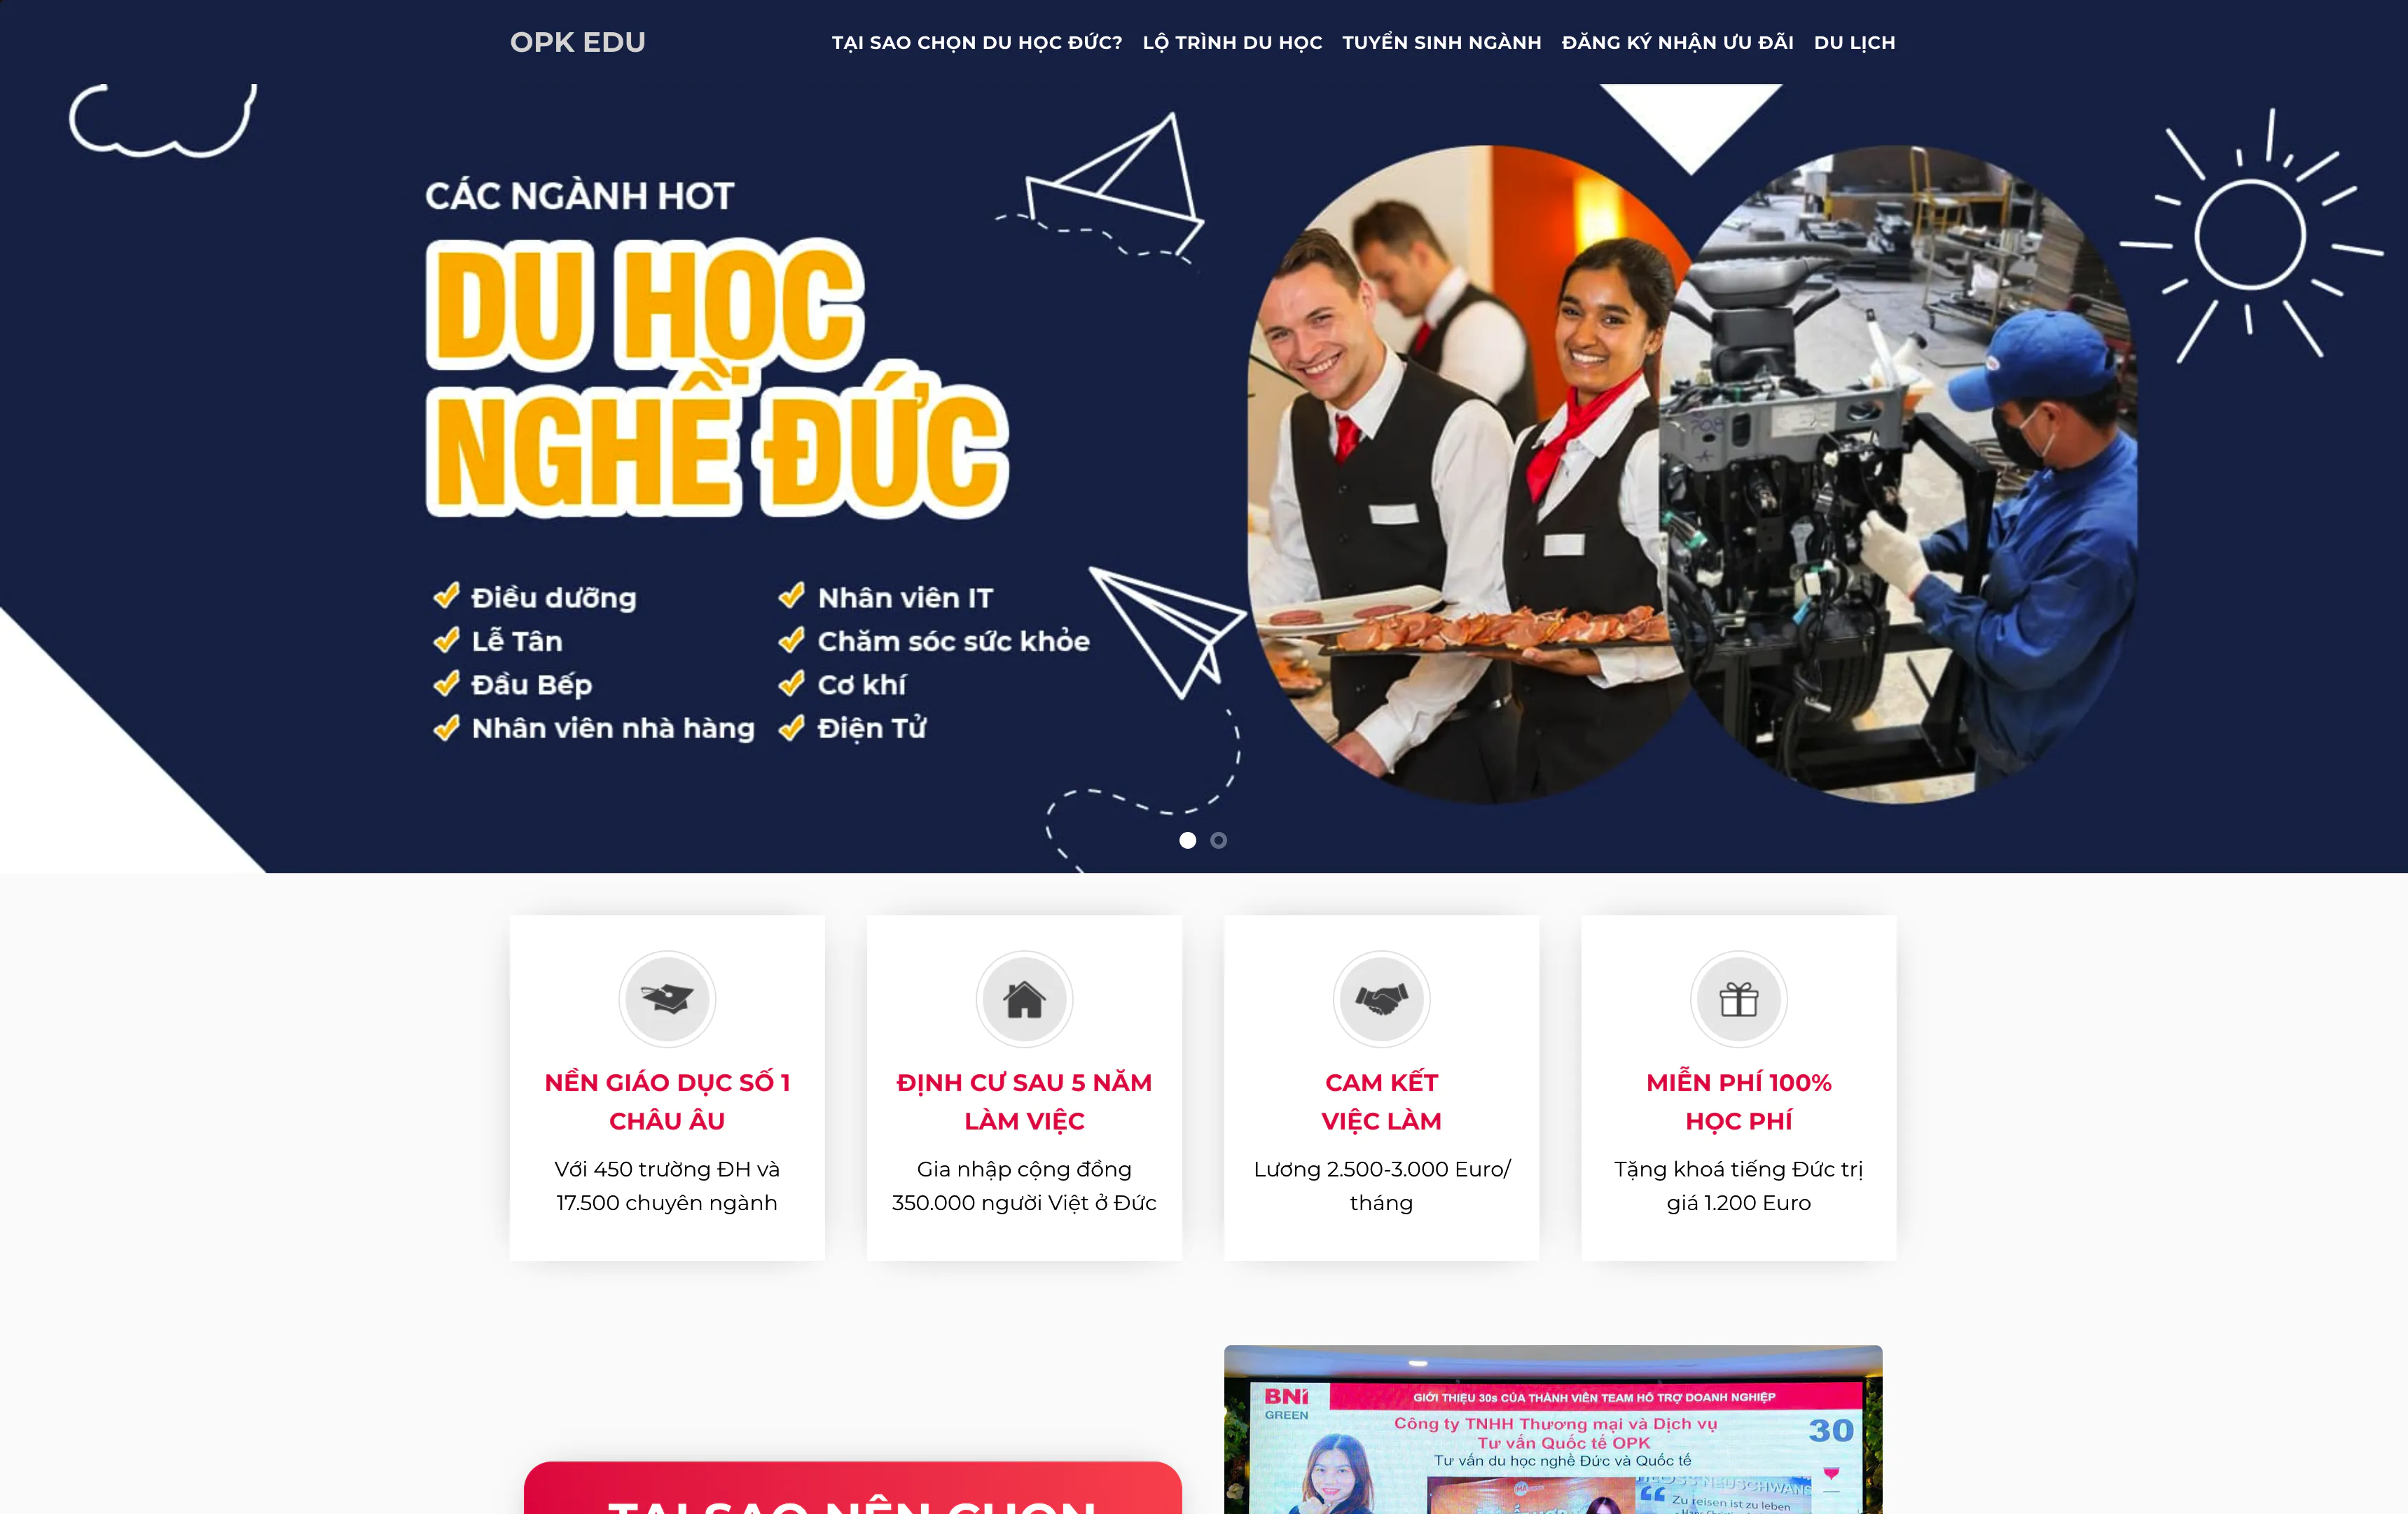 OPK EDU
TẠI SAO CHỌN DU HỌC ĐỨC?
LỘ TRÌNH DU HỌC
TUYỂN SINH NGÀNH
ĐĂNG KÝ NHẬN ƯU ĐÃI
DU LỊCH
CÁC NGÀNH HOT
DU HỌC
NGHỀ ĐỨC
Điều dưỡng
Lễ Tân
Đầu Bếp
Nhân viên nhà hàng
Nhân viên IT
Chăm sóc sức khỏe
Cơ khí
Điện Tử
708
NỀN GIÁO DỤC SỐ 1
CHÂU ÂU
Với 450 trường ĐH và
17.500 chuyên ngành
ĐỊNH CƯ SAU 5 NĂM
LÀM VIỆC
Gia nhập cộng đồng
350.000 người Việt ở Đức
CAM KẾT
VIỆC LÀM
Lương 2.500-3.000 Euro/
tháng
MIỄN PHÍ 100%
HỌC PHÍ
Tặng khoá tiếng Đức trị
giá 1.200 Euro
TẠI SAO NÊN CHỌN
BNI
GREEN
GIỚI THIỆU 30s CỦA THÀNH VIÊN TEAM HỖ TRỢ DOANH NGHIỆP
Công ty TNHH Thương mại và Dịch vụ
Tư vấn Quốc tế OPK
Tư vấn du học nghề Đức và Quốc tế
30
Zu reisen ist zu leben